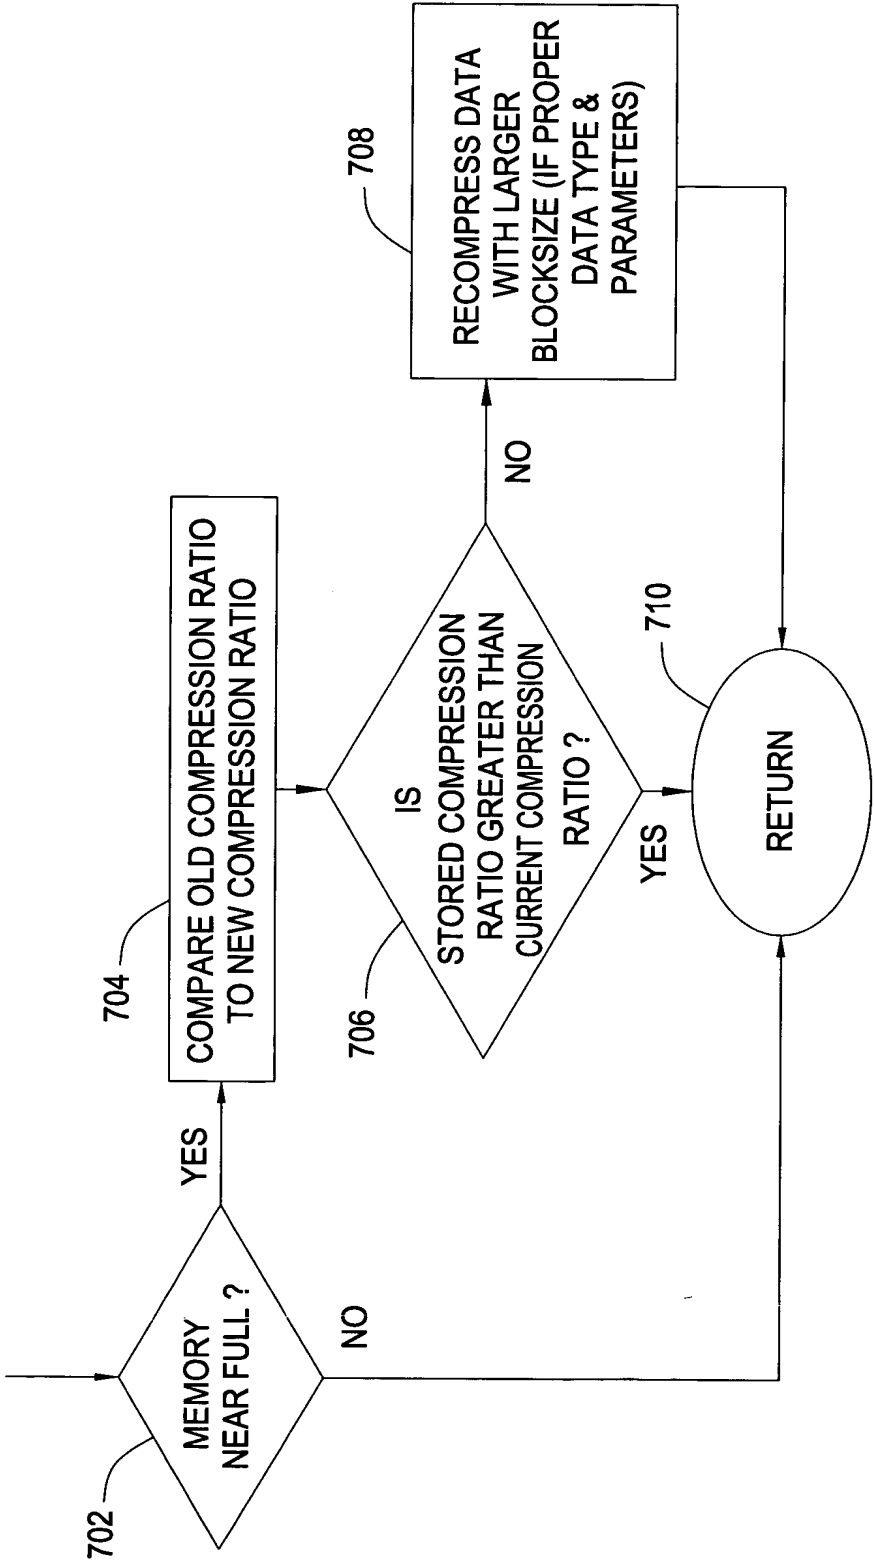 702
MEMORY
NEAR FULL ?
YES
NO
704
COMPARE OLD COMPRESSION RATIO
TO NEW COMPRESSION RATIO
706
IS
STORED COMPRESSION
RATIO GREATER THAN
CURRENT COMPRESSION
RATIO ?
NO
YES
708
RECOMPRESS DATA
WITH LARGER
BLOCKSIZE (IF PROPER
DATA TYPE &
PARAMETERS)
710
RETURN